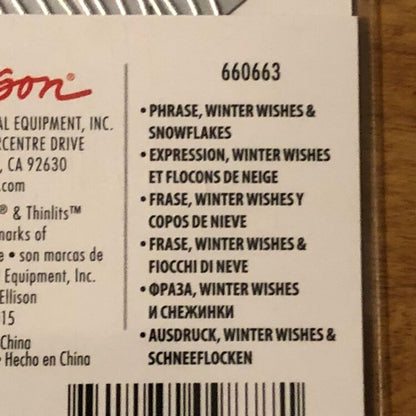 son®
AL EQUIPMENT, INC.
RCENTRE DRIVE
, CA 92630
.com
® & Thinlits™
marks of
e • son marcas de
l Equipment, Inc.
Ellison
15
China
• Hecho en China
660663
• PHRASE, WINTER WISHES &
SNOWFLAKES
• EXPRESSION, WINTER WISHES
ET FLOCONS DE NEIGE
• FRASE, WINTER WISHES Y
COPOS DE NIEVE
• FRASE, WINTER WISHES &
FIOCCHI DI NEVE
• ФРАЗА, WINTER WISHES
И СНЕЖИНКИ
• AUSDRUCK, WINTER WISHES &
SCHNEEFLOCKEN